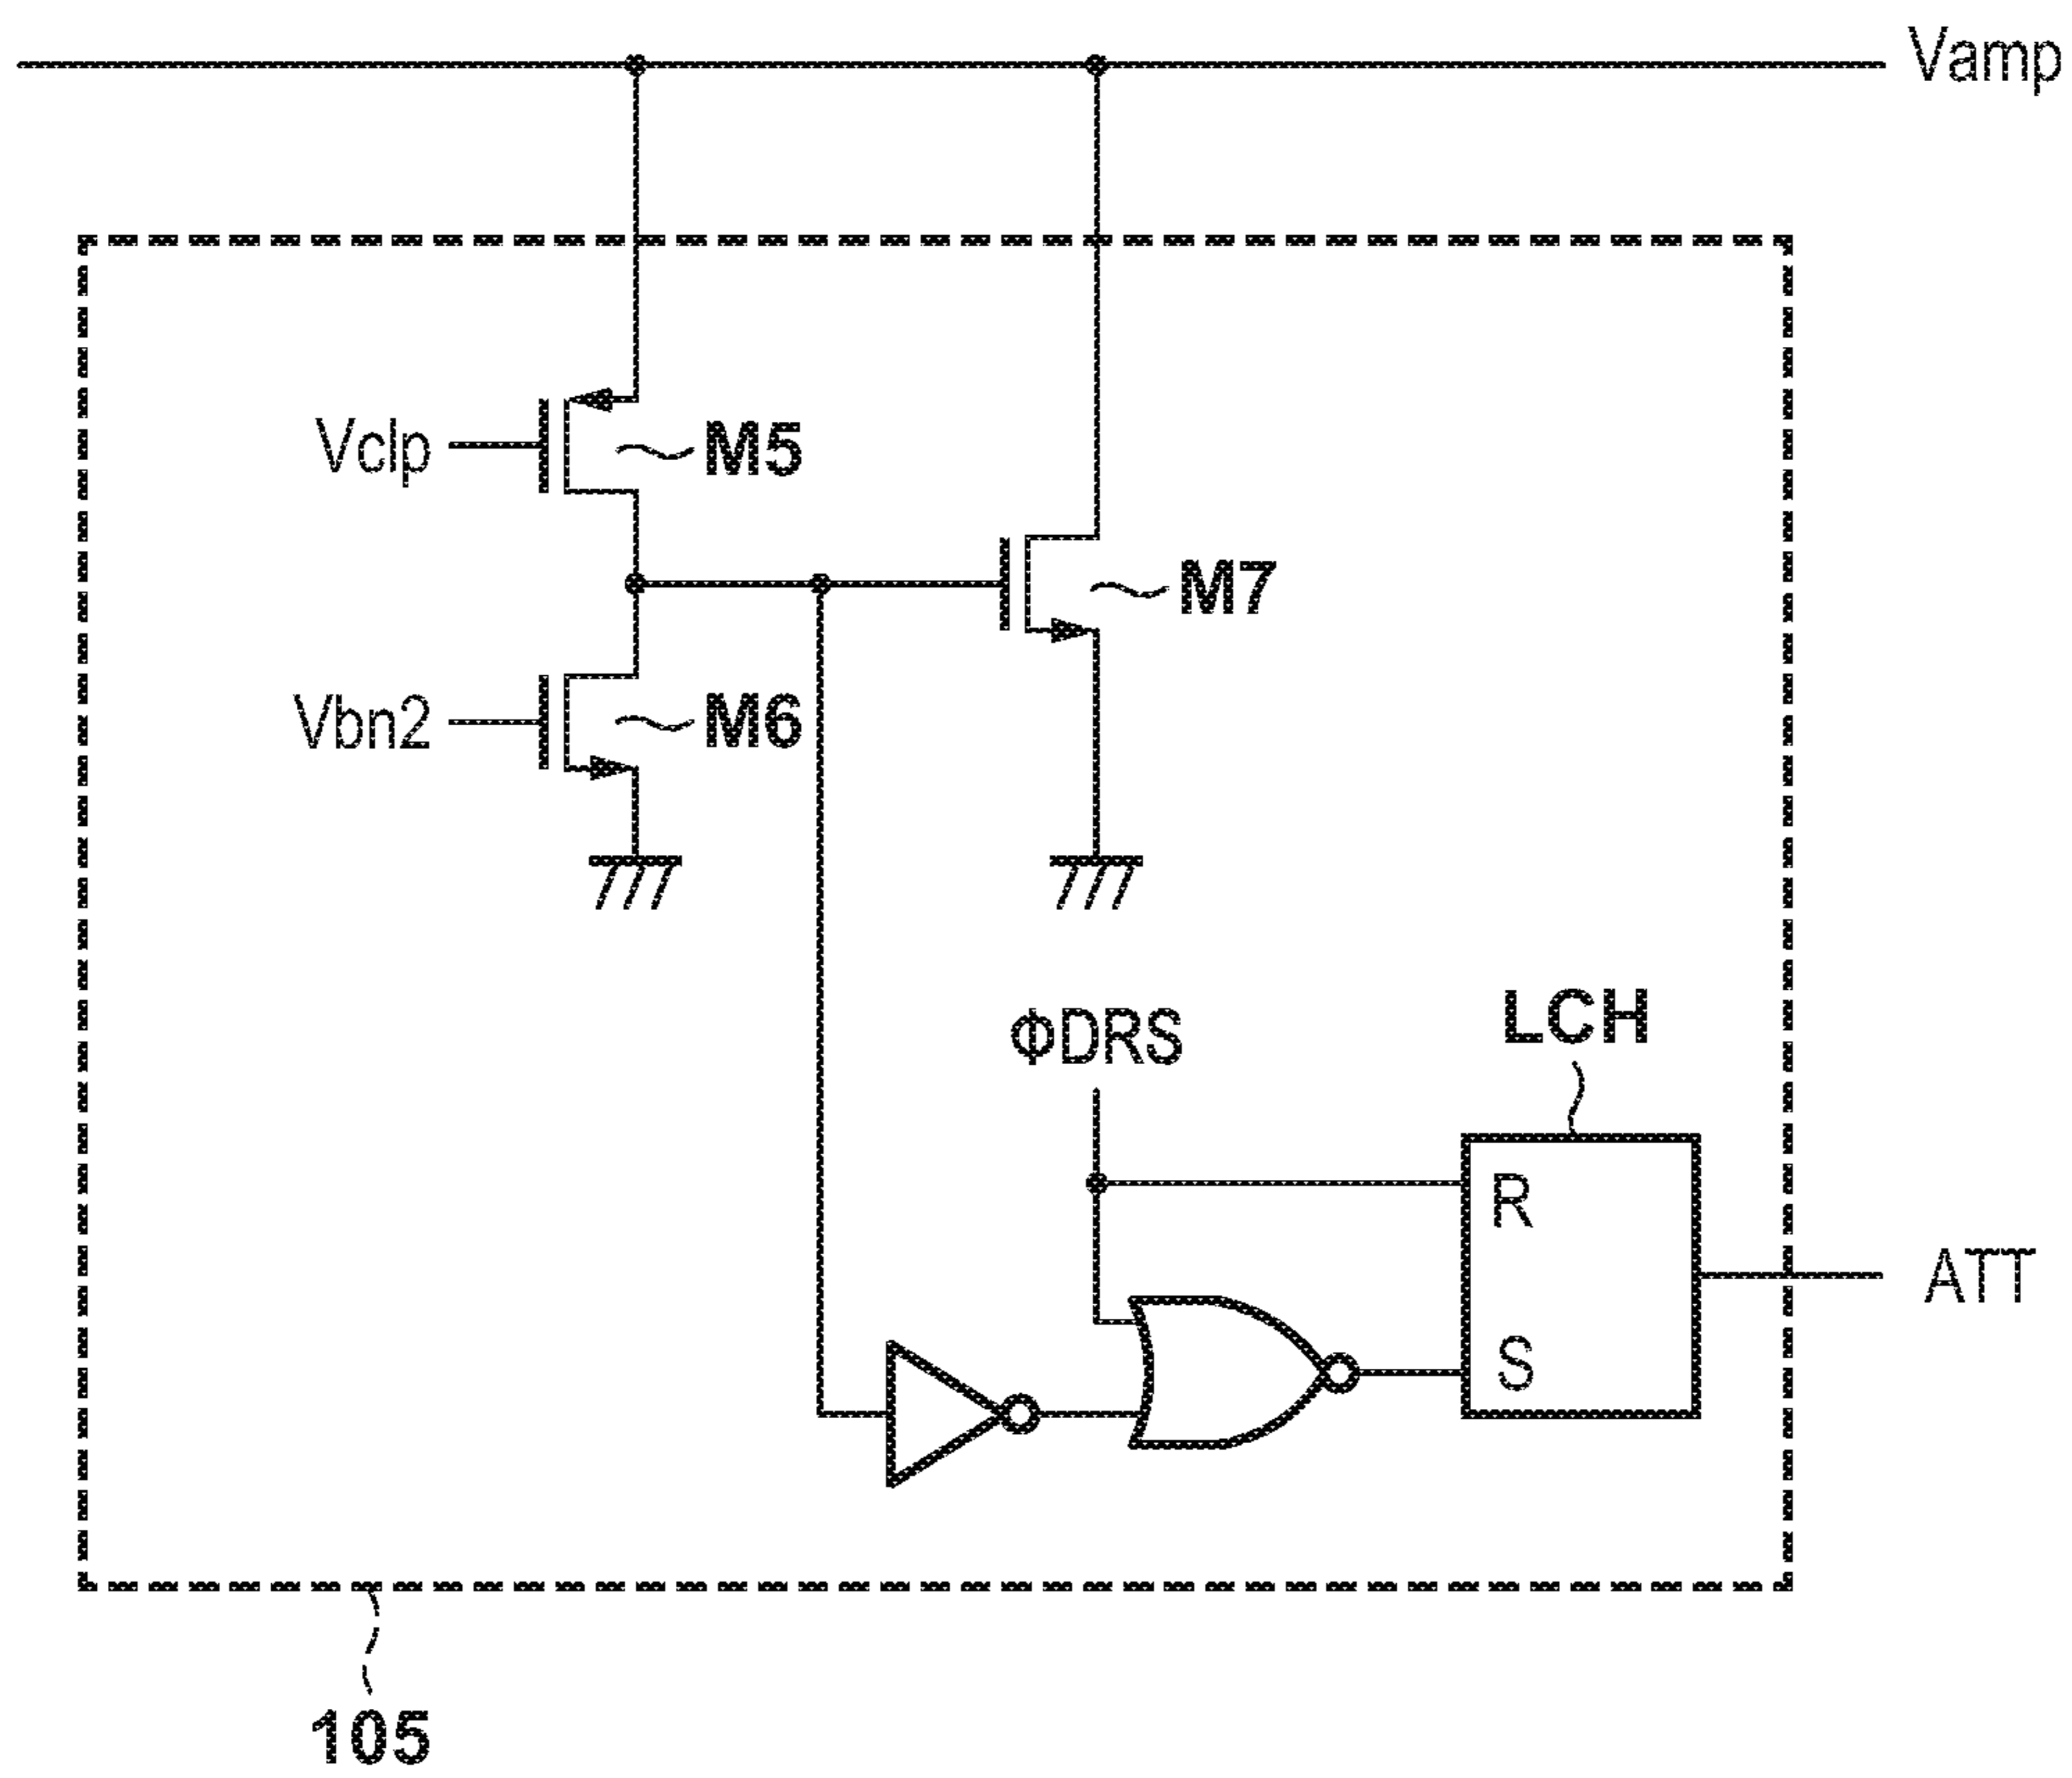 Vamp
Vclp
M5
M7
Vbn2
M6
ΦDRS
LCH
R
ATT
S
105